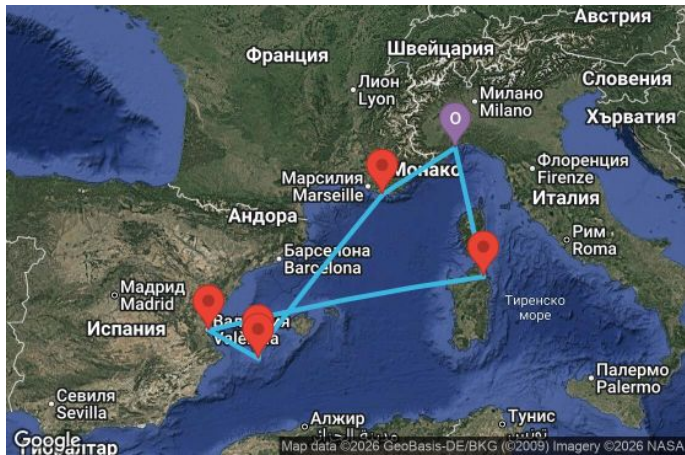 Австрия
Франция
Швейцария
Словения
Лион
Lyon
Милано
Milano
Хърватия
O
Монако
Марсилия
Marseille
Флоренция
Firenze
Италия
Андора
Рим
Roma
Барселона
Barcelona
Мадрид
Madrid
Тиренско
море
Испания
València
Палермо
Palermo
Севиля
Sevilla
Алжир
Тунис
تونس
Google
Map data ©2026 GeoBasis-DE/BKG (©2009) Imagery ©2026 NASA